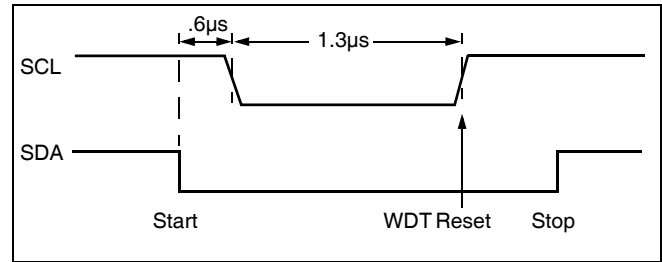 .6µs
1.3µs
SCL
SDA
Start
WDT Reset
Stop